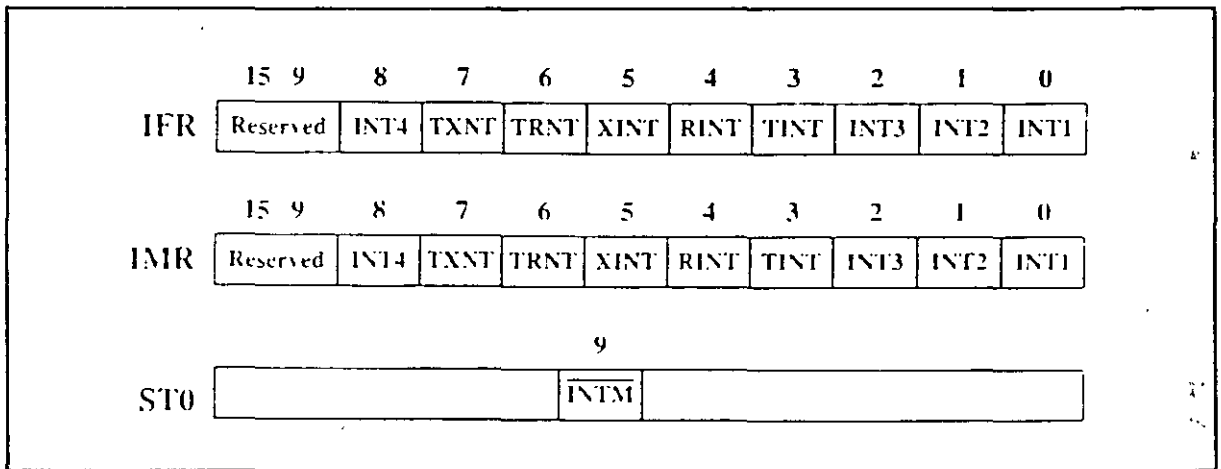 15 9 8 7 6 5 4 3 2 1 0
IFR Reserved INT4 TXNT TRNT XINT RINT TINT INT3 INT2 INT1
15 9 8 7 6 5 4 3 2 1 0
IMR Reserved INT4 TXNT TRNT XINT RINT TINT INT3 INT2 INT1
9
ST0 INTM